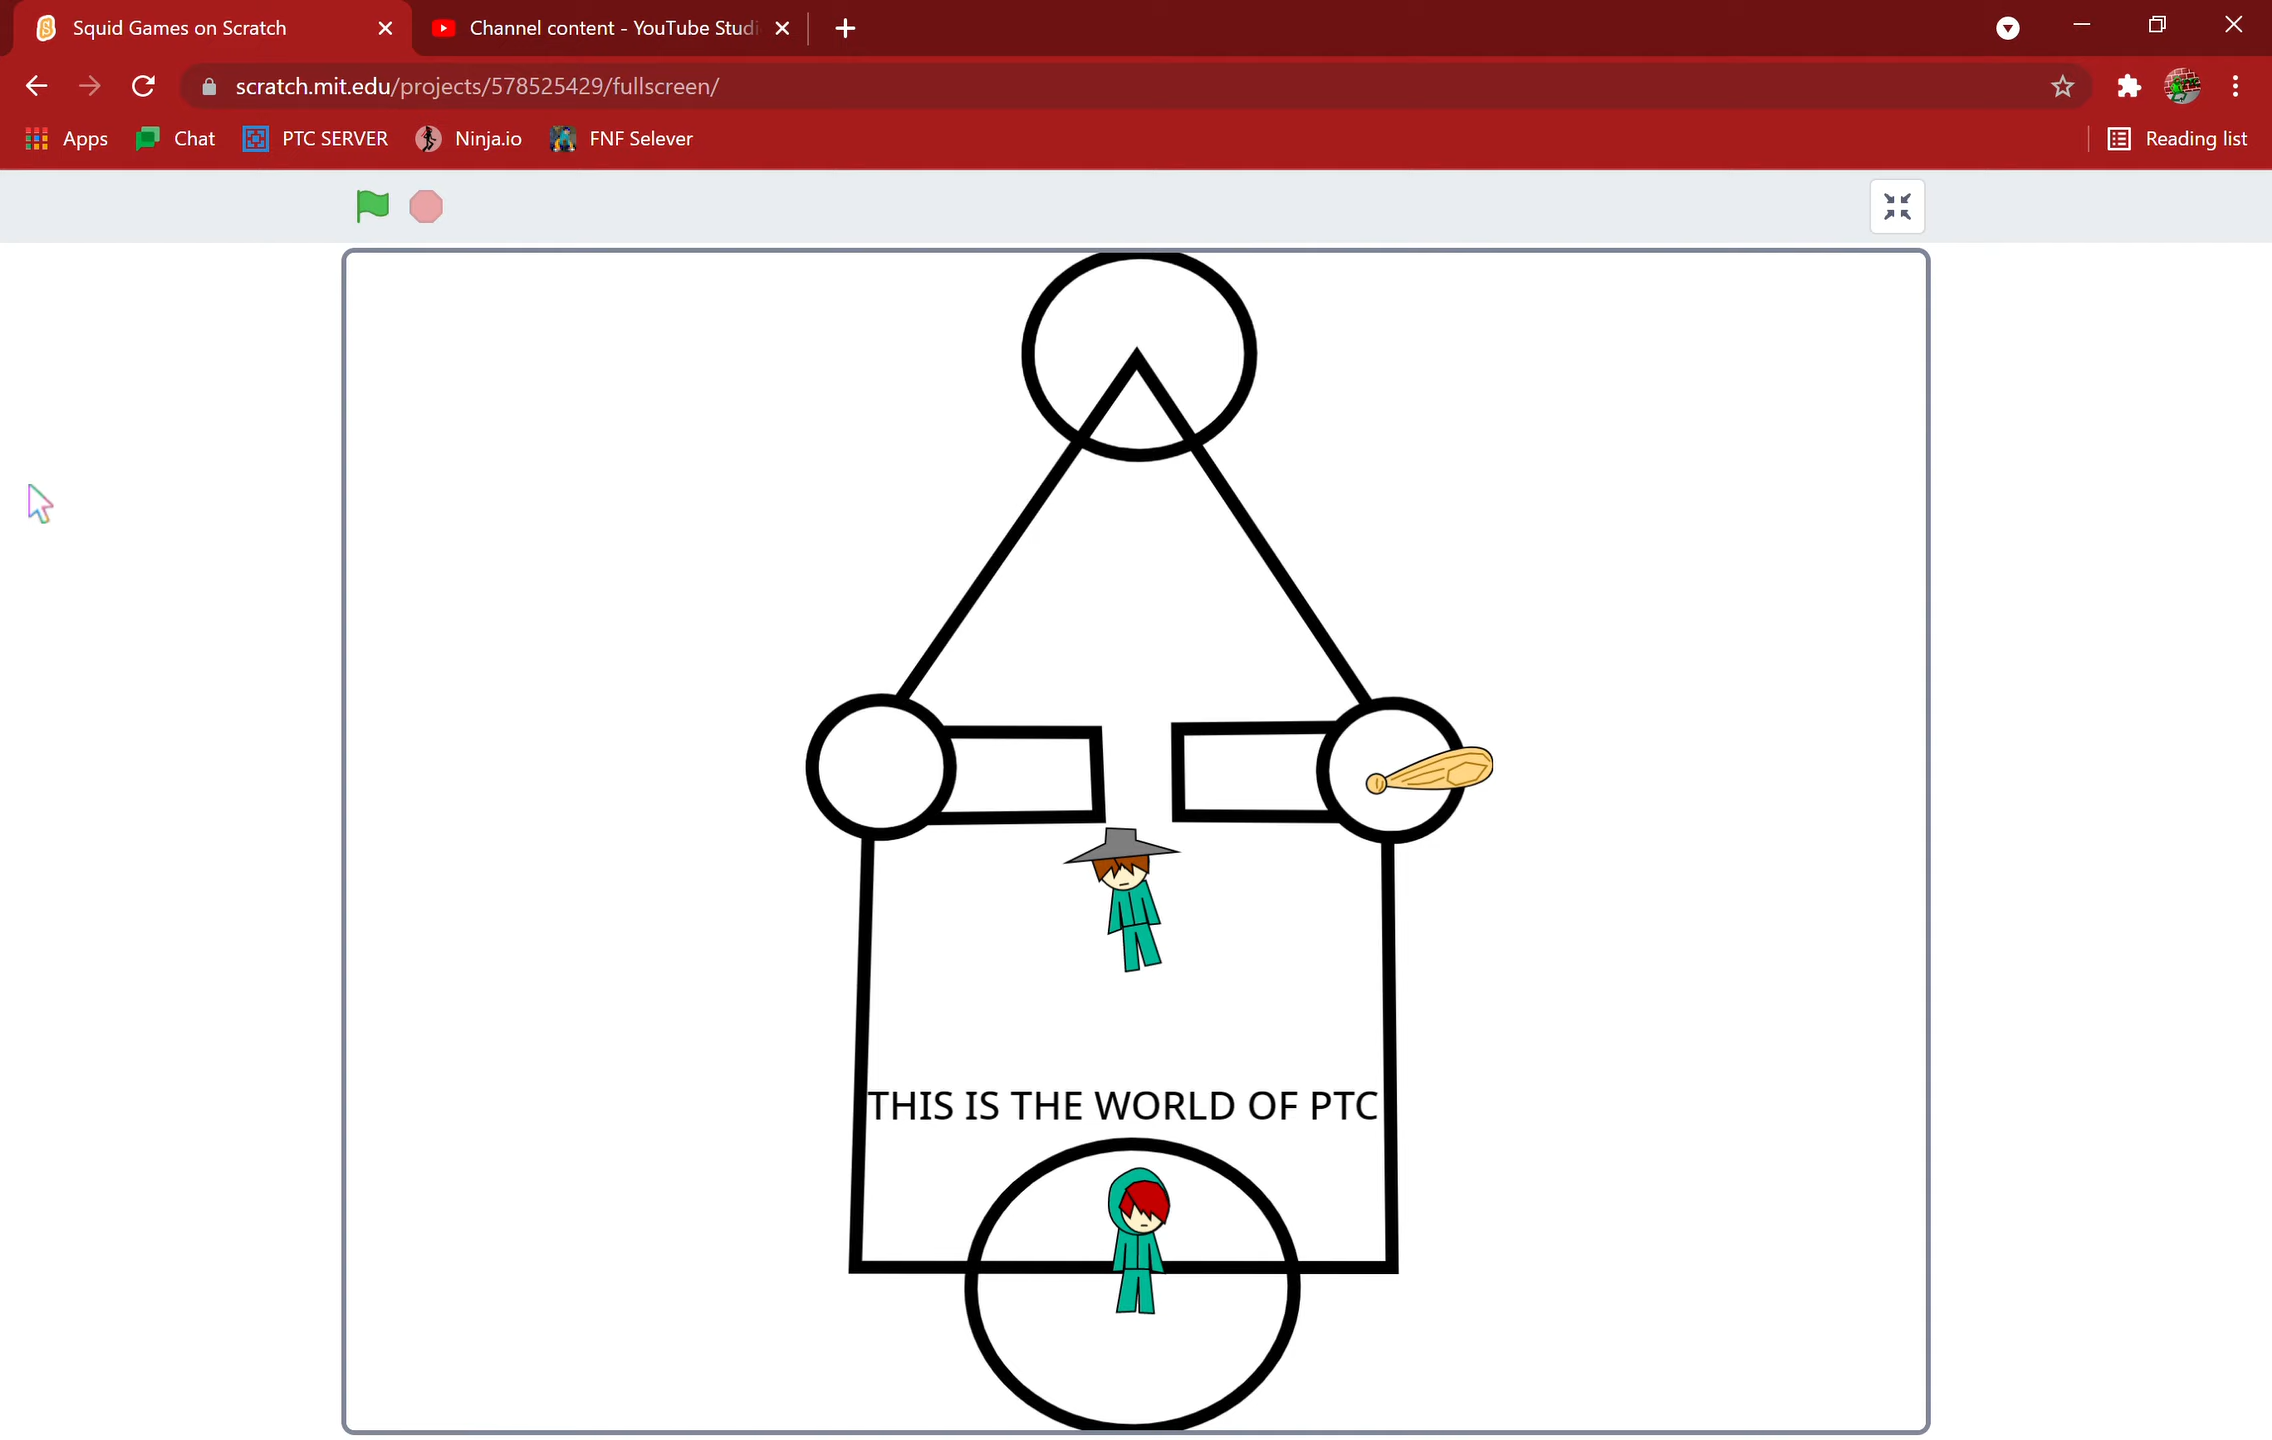 Squid Games on Scratch
Channel content - YouTube Studi
scratch.mit.edu/projects/578525429/fullscreen/
Apps
Chat
PTC SERVER
Ninja.io
FNF Selever
Reading list
THIS IS THE WORLD OF PTC